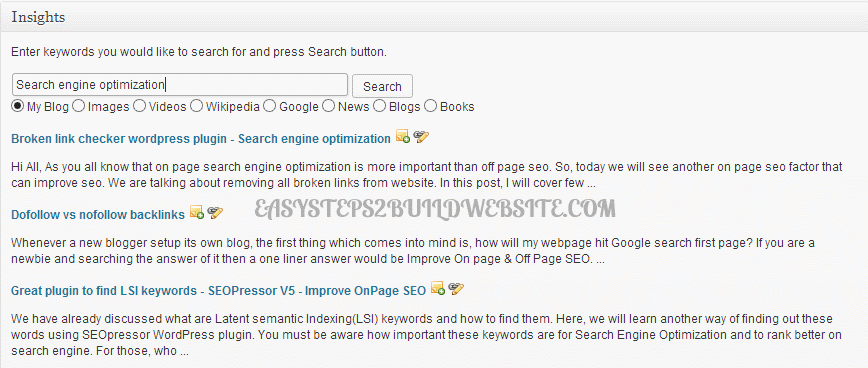 Insights
Enter keywords you would like to search for and press Search button.
Search engine optimization Search
My Blog Images Videos Wikipedia Google News Blogs Books
Broken link checker wordpress plugin - Search engine optimization
Hi All, As you all know that on page search engine optimization is more important than off page seo. So, today we will see another on page seo factor that
can improve seo. We are talking about removing all broken links from website. In this post, I will cover few ...
Dofollow vs nofollow backlinks
EASYSTEPS2BUILDWEBSITE.COM
Whenever a new blogger setup its own blog, the first thing which comes into mind is, how will my webpage hit Google search first page? If you are a
newbie and searching the answer of it then a one liner answer would be Improve On page & Off Page SEO. ...
Great plugin to find LSI keywords - SEOPressor V5 - Improve OnPage SEO
We have already discussed what are Latent semantic Indexing(LSI) keywords and how to find them. Here, we will learn another way of finding out these
words using SEOpressor WordPress plugin. You must be aware how important these keywords are for Search Engine Optimization and to rank better on
search engine. For those, who ...